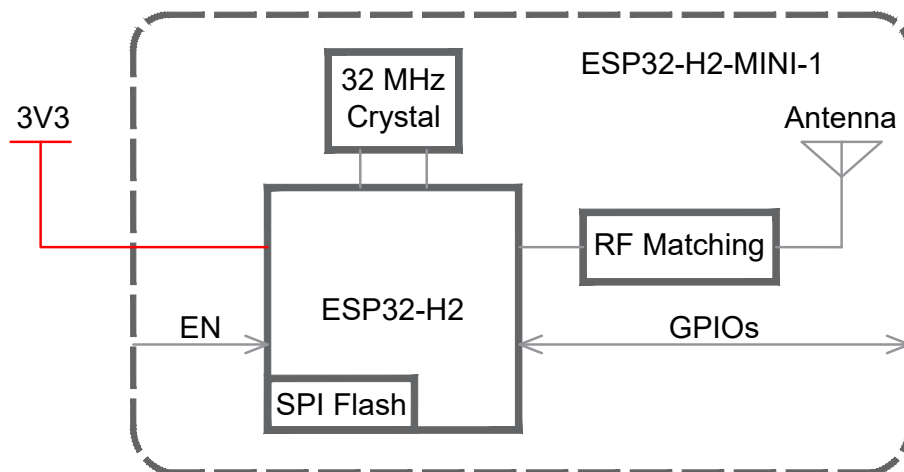 ESP32-H2-MINI-1
32 MHz
Crystal
3V3
Antenna
RF Matching
ESP32-H2
EN
GPIOs
SPI Flash